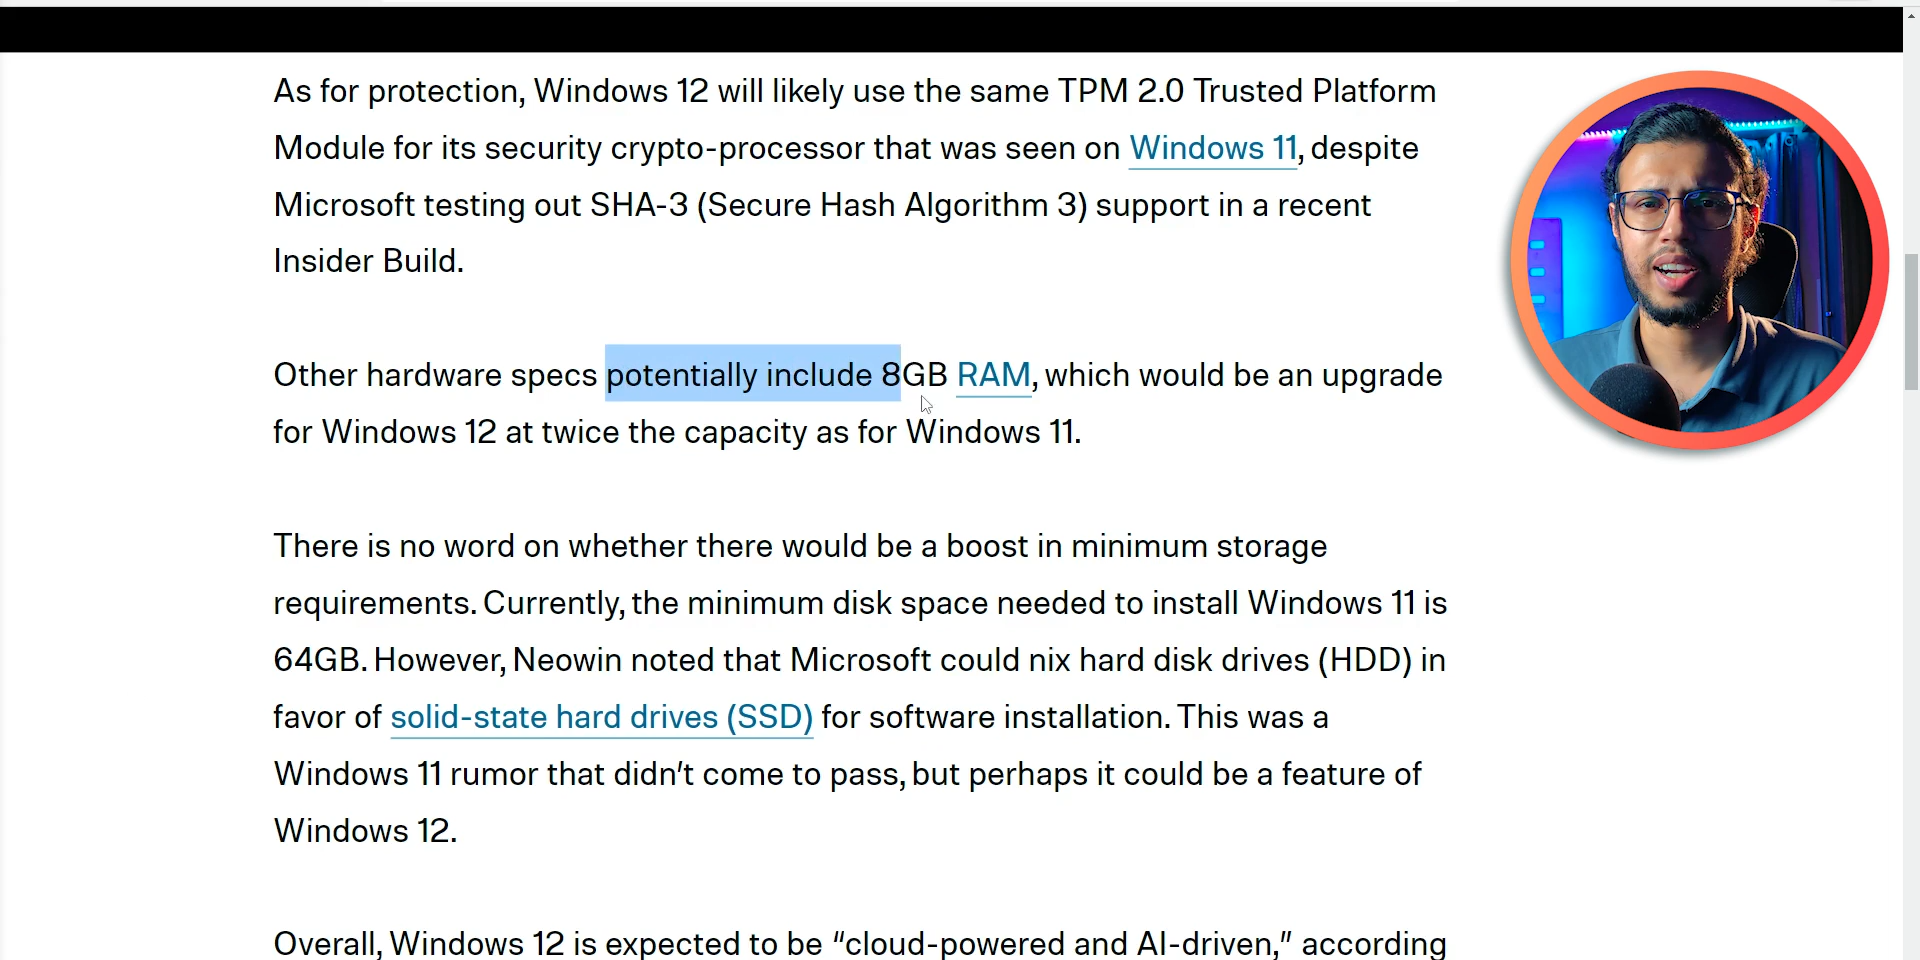 As for protection, Windows 12 will likely use the same TPM 2.0 Trusted Platform
Module for its security crypto-processor that was seen on Windows 11, despite
Microsoft testing out SHA-3 (Secure Hash Algorithm 3) support in a recent
Insider Build.
Other hardware specs potentially include 8GB RAM, which would be an upgrade
for Windows 12 at twice the capacity as for Windows 11.
There is no word on whether there would be a boost in minimum storage
requirements. Currently, the minimum disk space needed to install Windows 11 is
64GB. However, Neowin noted that Microsoft could nix hard disk drives (HDD) in
favor of solid-state hard drives (SSD) for software installation. This was a
Windows 11 rumor that didn't come to pass, but perhaps it could be a feature of
Windows 12.
Overall, Windows 12 is expected to be “cloud-powered and AI-driven,” according